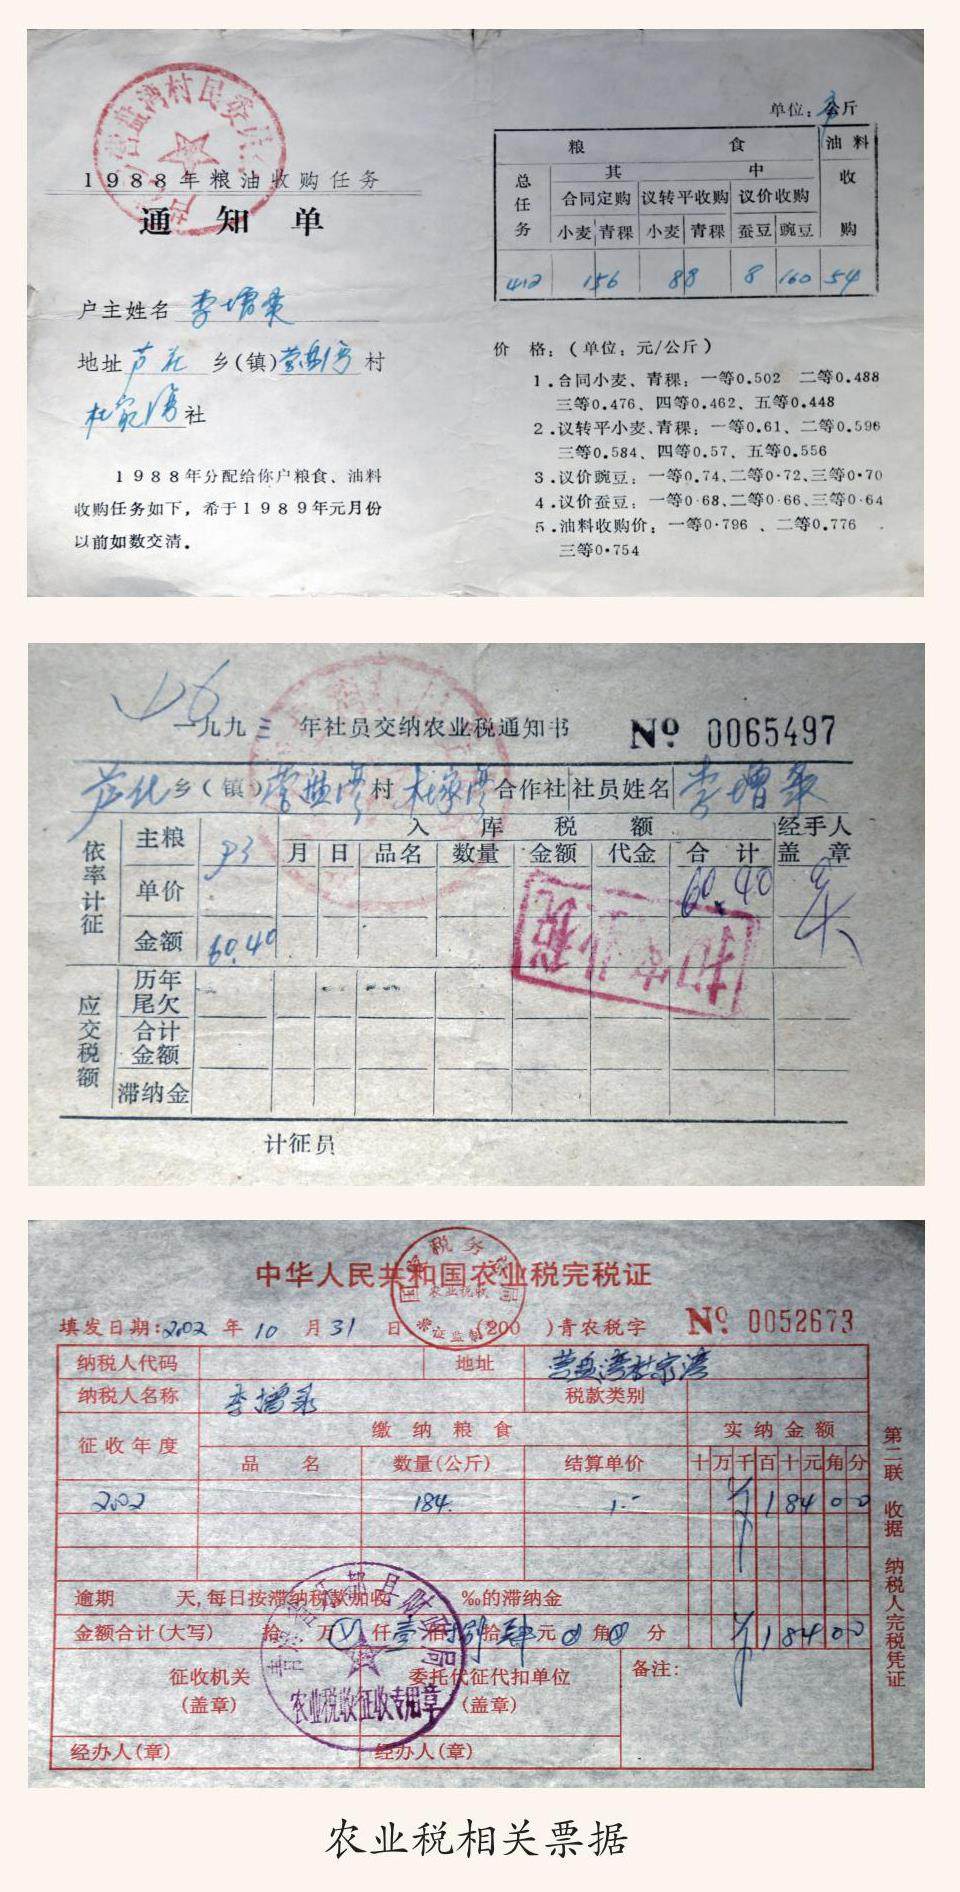 营盐湾村民委员会
1988年粮油收购任务
通知单
户主姓名 李增录
地址 芦花 乡(镇) 营盘湾 村
杜家湾 社
1988年分配给你户粮食、油料
收购任务如下，希于1989年元月份
以前如数交清。
单位：公斤
粮食 油料收购
总任务 其中
合同定购 议转平收购 议价收购
小麦 青稞 小麦 青稞 蚕豆 豌豆
412 156 88 8 160 54
价 格：(单位：元/公斤)
1.合同小麦、青稞：一等0.502 二等0.488
三等0.476、四等0.462、五等0.448
2.议转平小麦、青稞：一等0.61、二等0.596
三等0.584、四等0.57、五等0.556
3.议价豌豆：一等0.74、二等0·72、三等0·70
4.议价蚕豆：一等0·68、二等0·66、三等0·64
5.油料收购价：一等0·796 、二等0.776 .
三等0·754
一九九三 年社员交纳农业税通知书 Nº 0065497
芦花 乡(镇) 营盘湾 村 杜家湾 合作社 社员姓名 李增录
依率计征 主粮 93 入库税额 经手人
月 日 品名 数量 金额 代金 合计 盖章
单价 60.40
金额 60.40
应交税额 历年尾欠
合计金额
滞纳金
计征员
中华人民共和国农业税完税证
填发日期:2002 年 10 月 31 日 (200 )青农税字 Nº 0052673
纳税人代码 地址 营盘湾杜家湾
纳税人名称 李增录 税款类别
征收年度 缴纳粮食 实纳金额
品名 数量(公斤) 结算单价 十万千百十元角分
2002 184. 1.- ¥18400
逾期 天,每日按滞纳税款加收 ‰的滞纳金
金额合计(大写) 拾 万 仟 壹 佰 捌 拾 肆 元 0 角 0 分 ¥18400
征收机关 委托代征代扣单位 备注:
(盖章) (盖章)
农业税收征收专用章
经办人(章) 经办人(章)
第二联 收据 纳税人完税凭证
农业税相关票据